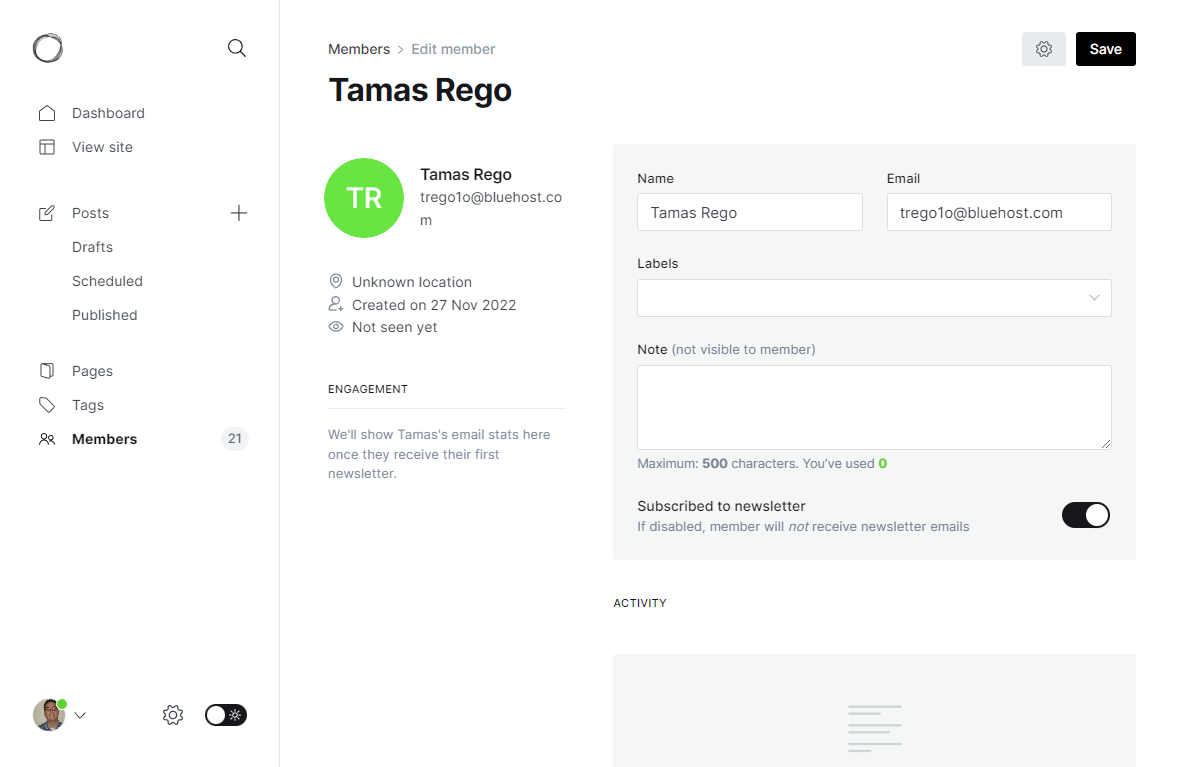 Dashboard
View site
Posts
Drafts
Scheduled
Published
Pages
Tags
Members 21
Members > Edit member
Save
Tamas Rego
TR
Tamas Rego
trego1o@bluehost.co
m
Unknown location
Created on 27 Nov 2022
Not seen yet
ENGAGEMENT
We'll show Tamas's email stats here
once they receive their first
newsletter.
Name
Tamas Rego
Email
trego1o@bluehost.com
Labels
Note (not visible to member)
Maximum: 500 characters. You've used 0
Subscribed to newsletter
If disabled, member will not receive newsletter emails
ACTIVITY